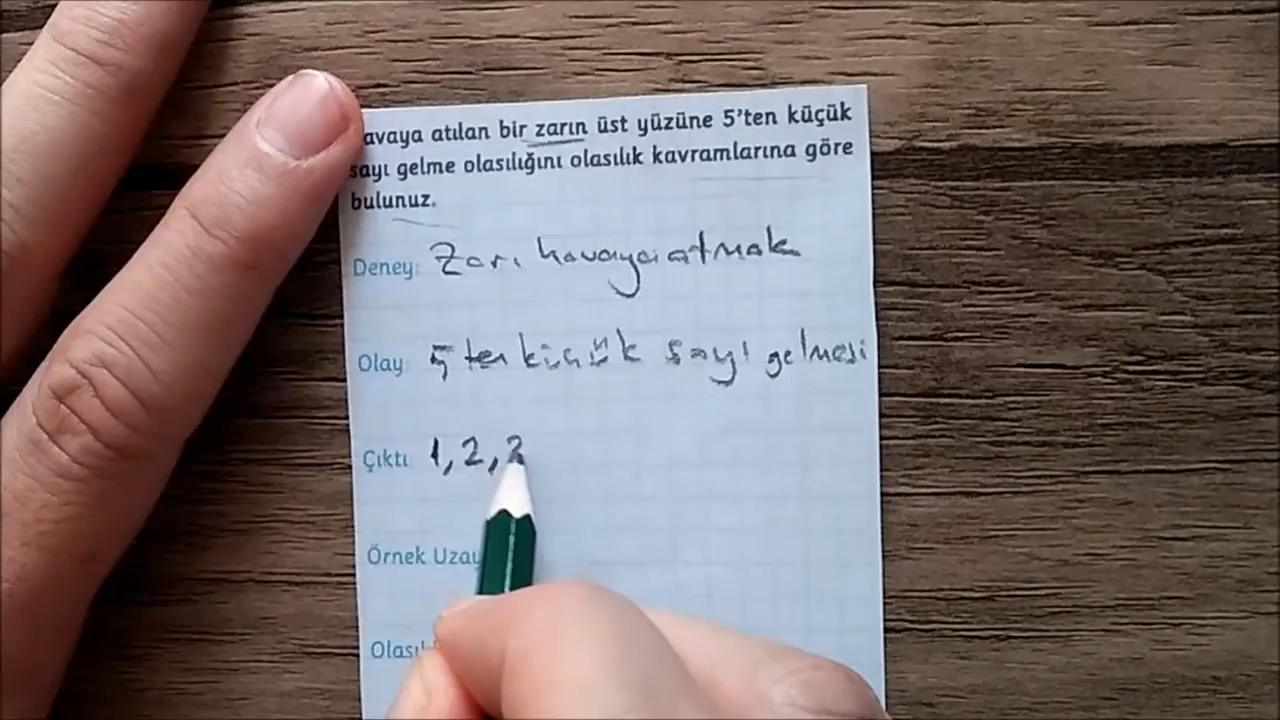 avaya atılan bir zarın üst yüzüne 5'ten küçük
sayı gelme olasılığını olasılık kavramlarına göre
bulunuz.
Deney: Zarı havaya atmak
Olay: 5 ten küçük sayı gelmesi
Çıktı: 1, 2, 3
Örnek Uzay
Olasıl